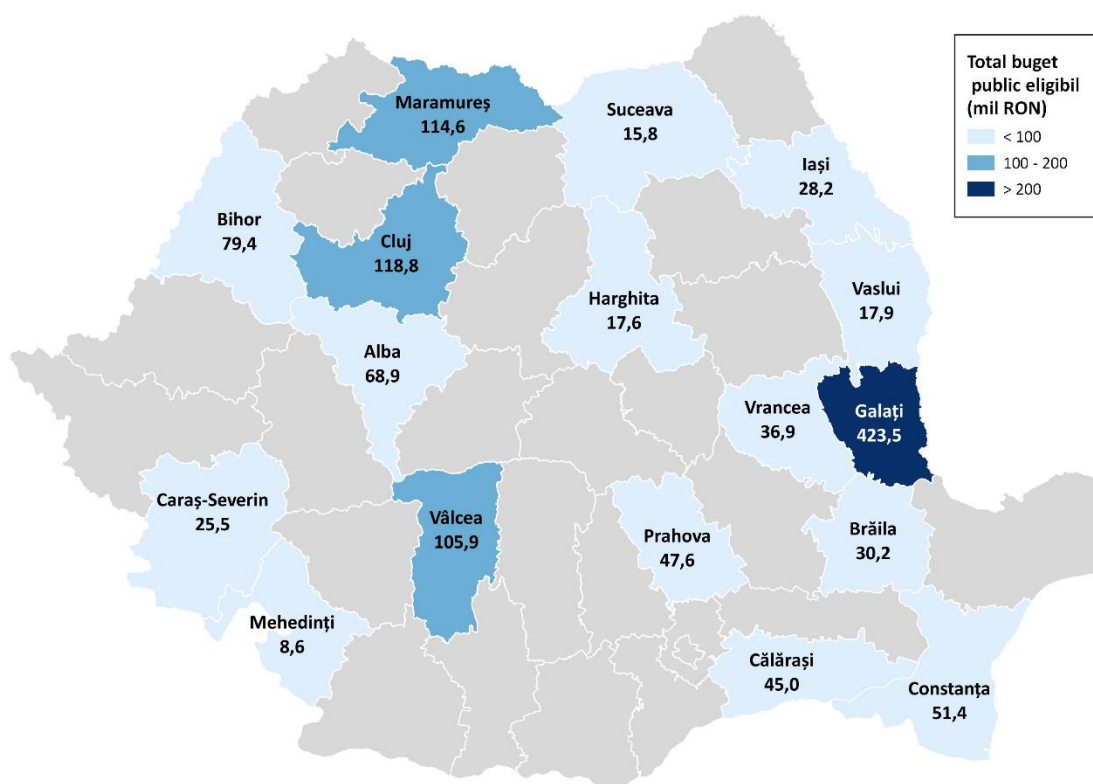 Total buget
public eligibil
(mil RON)
< 100
100 - 200
> 200
Maramureș
114,6
Suceava
15,8
Iași
28,2
Bihor
79,4
Cluj
118,8
Harghita
17,6
Vaslui
17,9
Alba
68,9
Vrancea
36,9
Galați
423,5
Caraș-Severin
25,5
Vâlcea
105,9
Prahova
47,6
Brăila
30,2
Mehedinți
8,6
Călărași
45,0
Constanța
51,4